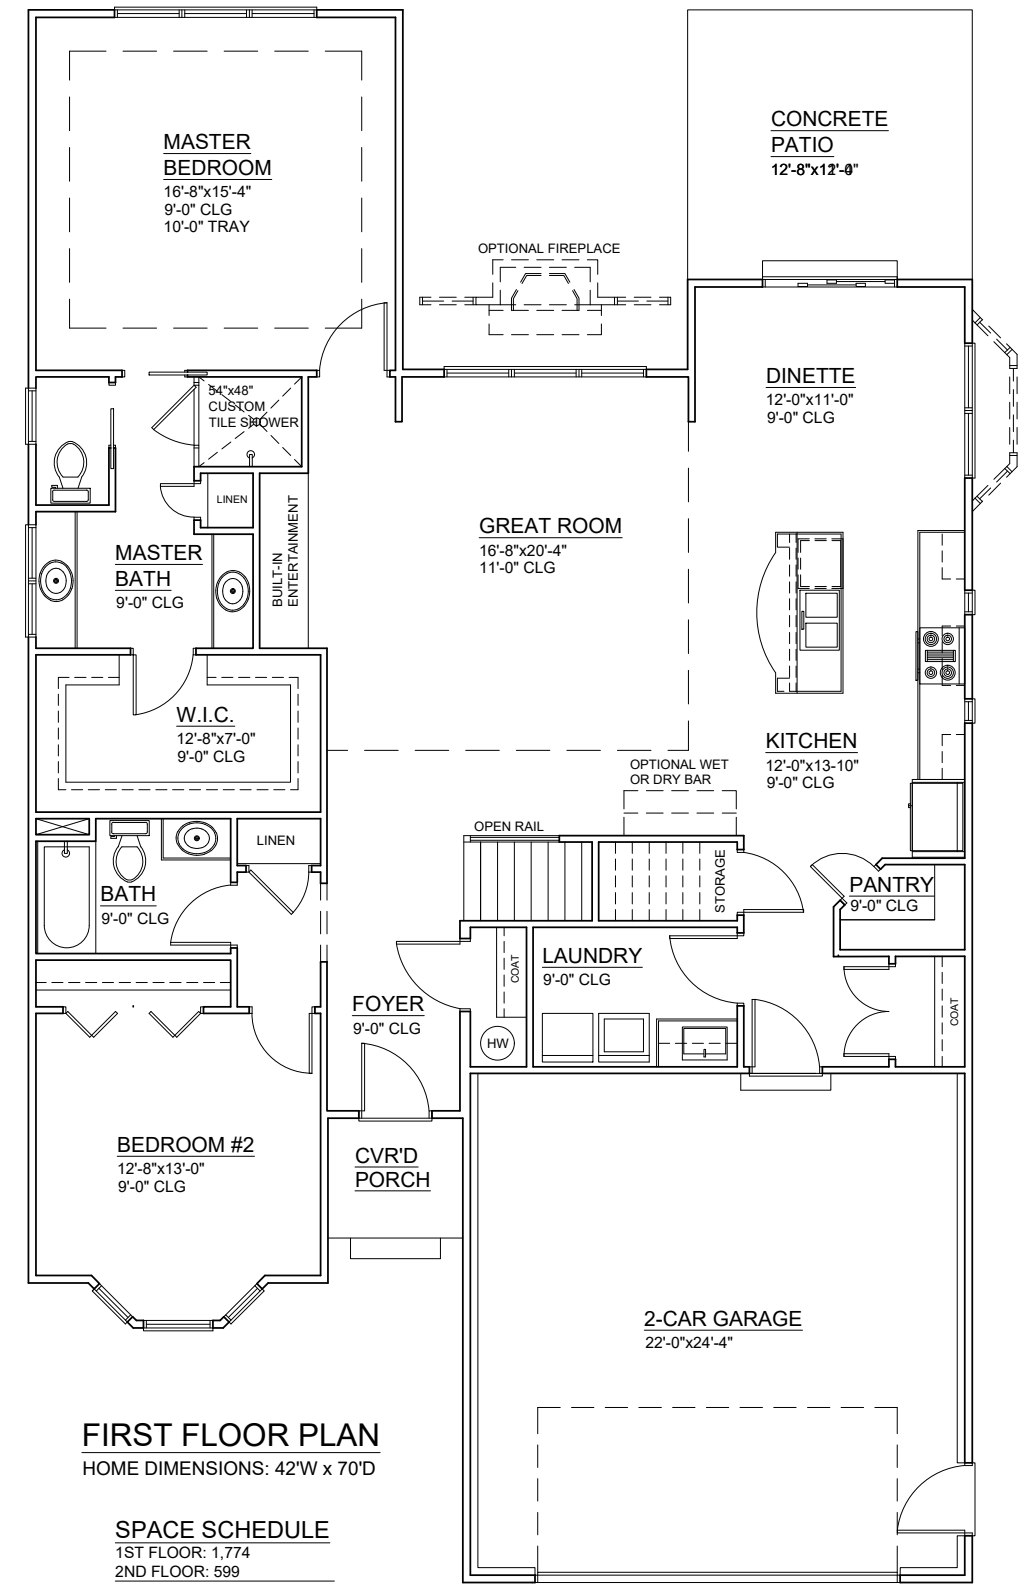 MASTER
BEDROOM
16'-8"x15'-4"
9'-0" CLG
10'-0" TRAY
CONCRETE
PATIO
12'-8"x
OPTIONAL FIREPLACE
54"x48"
CUSTOM
TILE SHOWER
DINETTE
12'-0"x11'-0"
9'-0" CLG
LINEN
BUILT-IN
ENTERTAINMENT
GREAT ROOM
16'-8"x20'-4"
11'-0" CLG
MASTER
BATH
9'-0" CLG
W.I.C.
12'-8"x7'-0"
9'-0" CLG
KITCHEN
12'-0"x13-10"
9'-0" CLG
OPTIONAL WET
OR DRY BAR
OPEN RAIL
LINEN
BATH
9'-0" CLG
STORAGE
PANTRY
9'-0" CLG
LAUNDRY
9'-0" CLG
COAT
FOYER
9'-0" CLG
HW
COAT
BEDROOM #2
12'-8"x13'-0"
9'-0" CLG
CVR'D
PORCH
2-CAR GARAGE
22'-0"x24'-4"
FIRST FLOOR PLAN
HOME DIMENSIONS: 42'W x 70'D
SPACE SCHEDULE
1ST FLOOR: 1,774
2ND FLOOR: 599